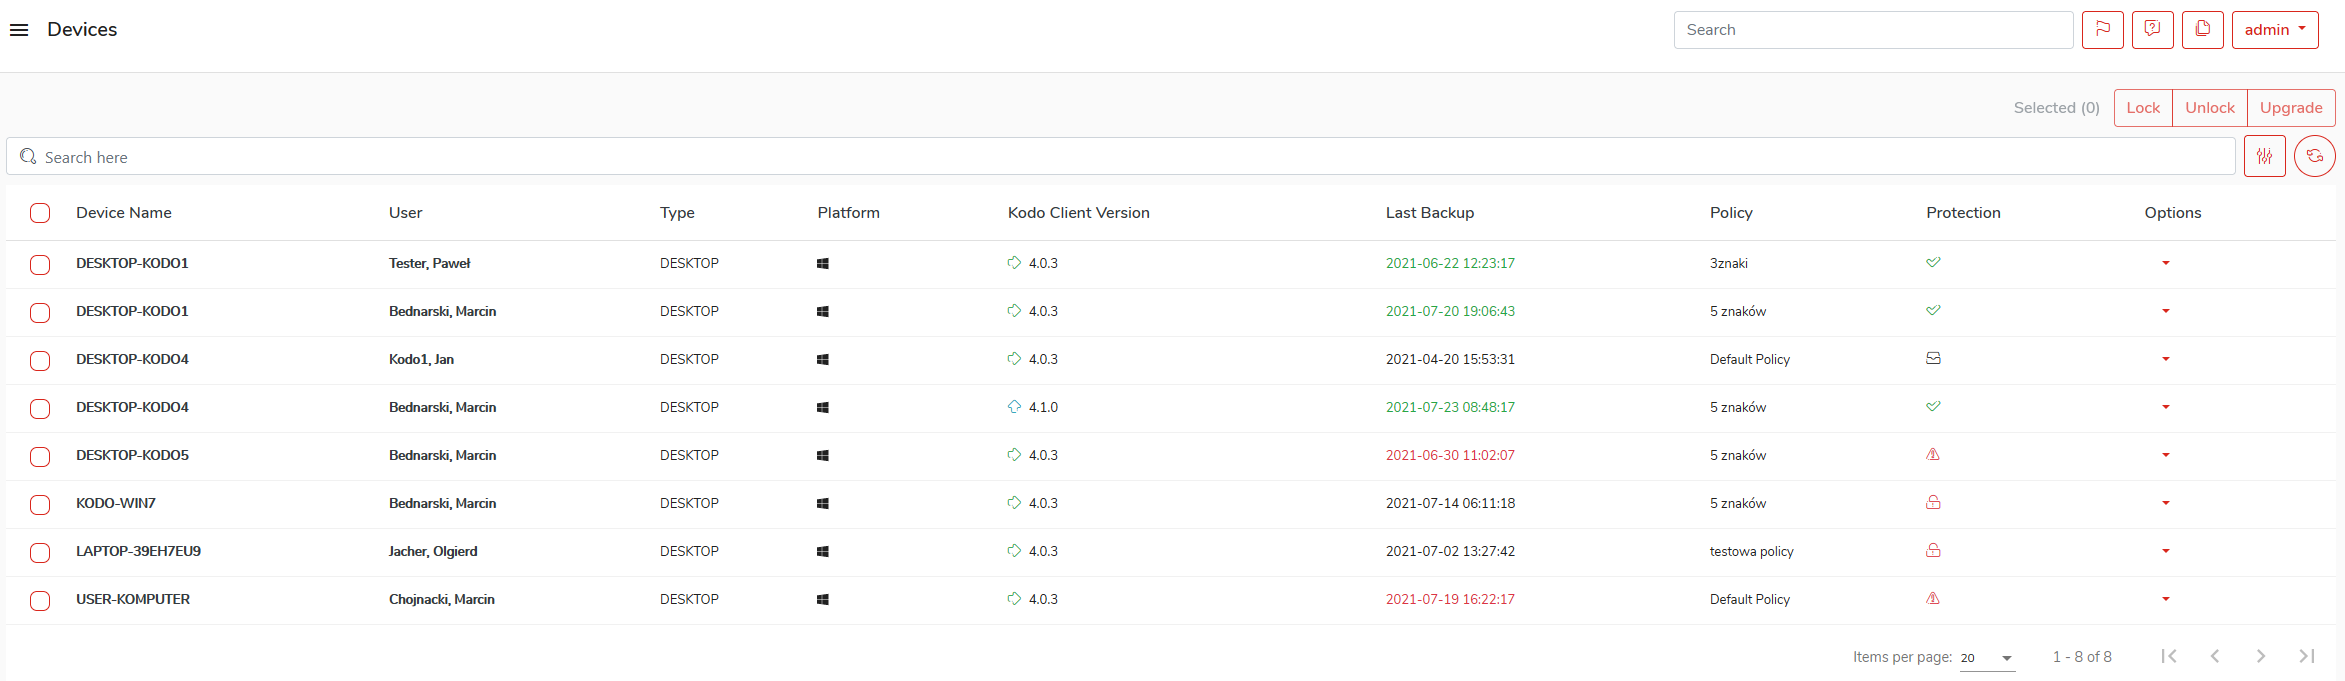 Devices Search admin
Selected (0) Lock Unlock Upgrade
Search here
Device Name User Type Platform Kodo Client Version Last Backup Policy Protection Options
DESKTOP-KODO1 Tester, Paweł DESKTOP 4.0.3 2021-06-22 12:23:17 3znaki
DESKTOP-KODO1 Bednarski, Marcin DESKTOP 4.0.3 2021-07-20 19:06:43 5 znaków
DESKTOP-KODO4 Kodo1, Jan DESKTOP 4.0.3 2021-04-20 15:53:31 Default Policy
DESKTOP-KODO4 Bednarski, Marcin DESKTOP 4.1.0 2021-07-23 08:48:17 5 znaków
DESKTOP-KODO5 Bednarski, Marcin DESKTOP 4.0.3 2021-06-30 11:02:07 5 znaków
KODO-WIN7 Bednarski, Marcin DESKTOP 4.0.3 2021-07-14 06:11:18 5 znaków
LAPTOP-39EH7EU9 Jacher, Olgierd DESKTOP 4.0.3 2021-07-02 13:27:42 testowa policy
USER-KOMPUTER Chojnacki, Marcin DESKTOP 4.0.3 2021-07-19 16:22:17 Default Policy
Items per page: 20 1 - 8 of 8